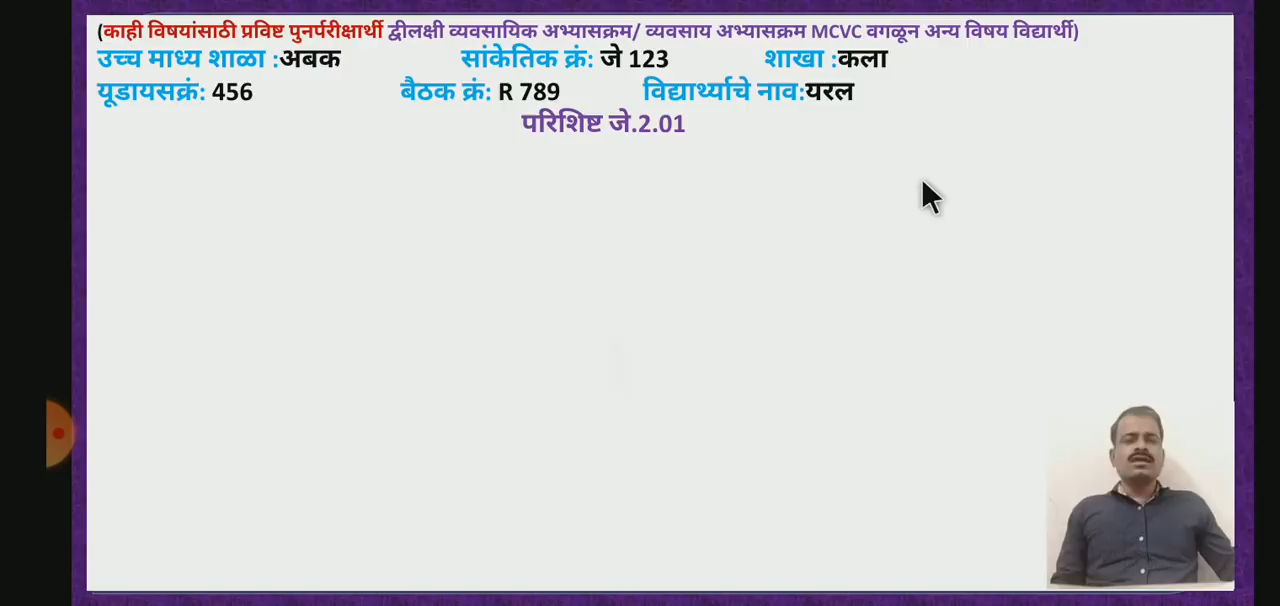 (काही विषयांसाठी प्रविष्ट पुनर्परीक्षार्थी द्वीलक्षी व्यवसायिक अभ्यासक्रम/ व्यवसाय अभ्यासक्रम MCVC वगळून अन्य विषय विद्यार्थी)
उच्च माध्य शाळा :अबक सांकेतिक क्रं: जे 123 शाखा :कला
यूडायसक्रं: 456 बैठक क्रं: R 789 विद्यार्थ्याचे नाव:यरल
परिशिष्ट जे.2.01